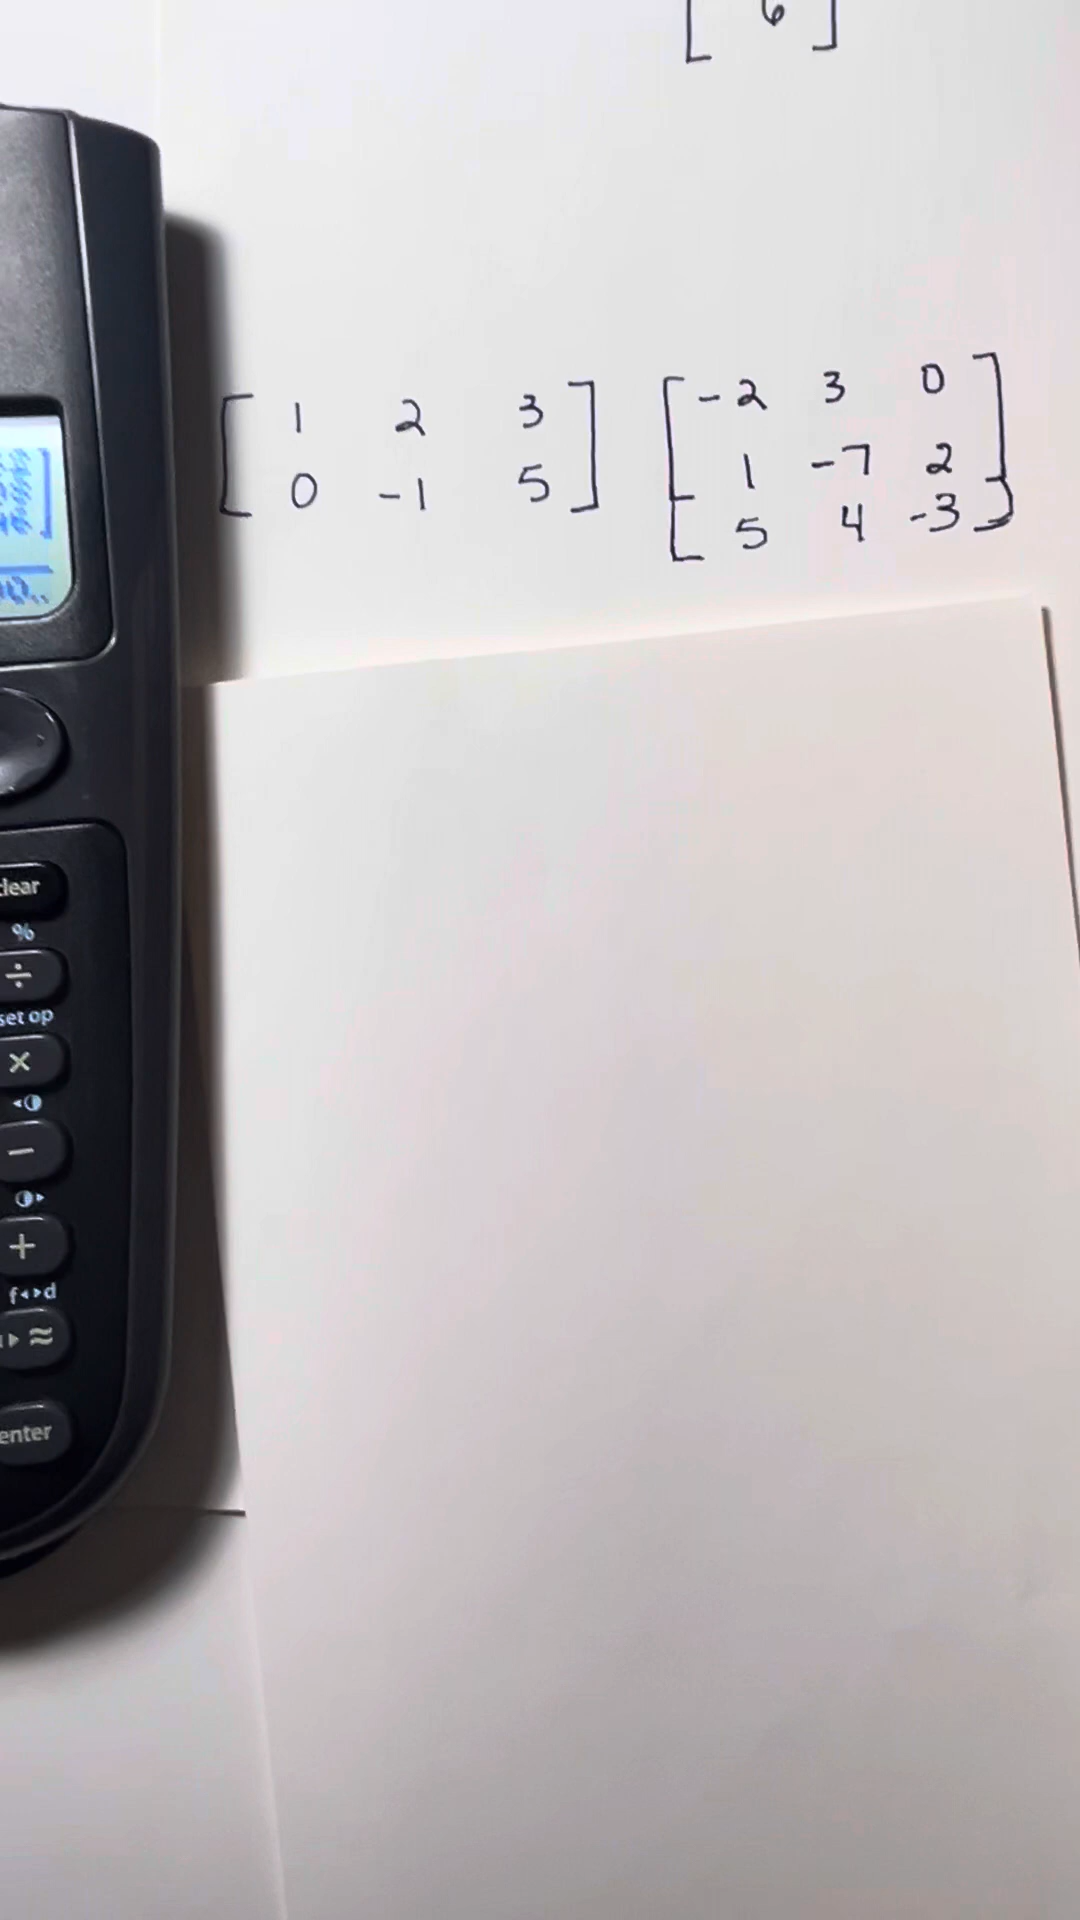 [ 6 ]
[ 1 2 3 ] [ -2 3 0 ]
[ 0 -1 5 ] [ 1 -7 2 ]
[ 5 4 -3 ]
clear
%
÷
set op
×
−
+
f◂▸d
▸≈
enter